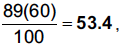 89(60)
100
= 53.4,